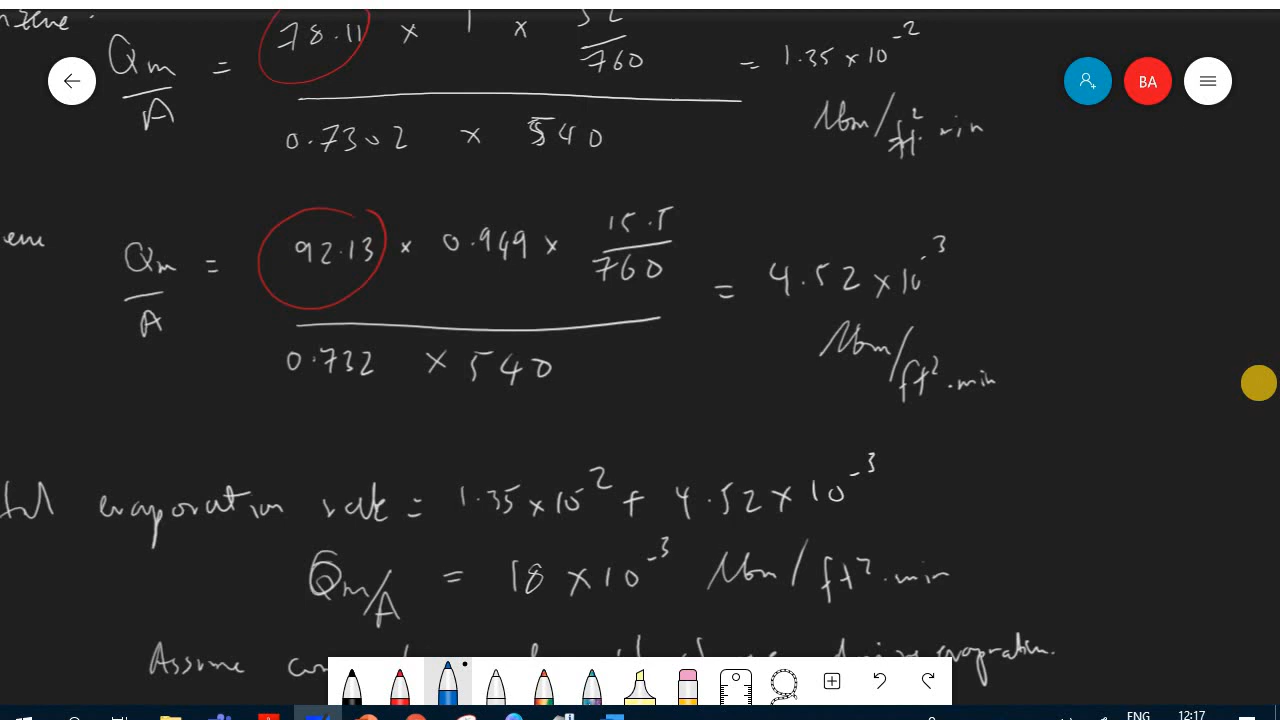 78.11 × 1 ×
760
Qm = = 1.35 × 10⁻²
A
0.7302 × 540 lbm/ft². min
BA
15.5
Qm = 92.13 × 0.949 × 760 = 4.52 × 10⁻³
A
0.732 × 540 lbm/ft². min
evaporation rate = 1.35 × 10⁻² + 4.52 × 10⁻³
Qm/A = 18 × 10⁻³ lbm/ft². min
Assume evaporation.
ENG 12:17